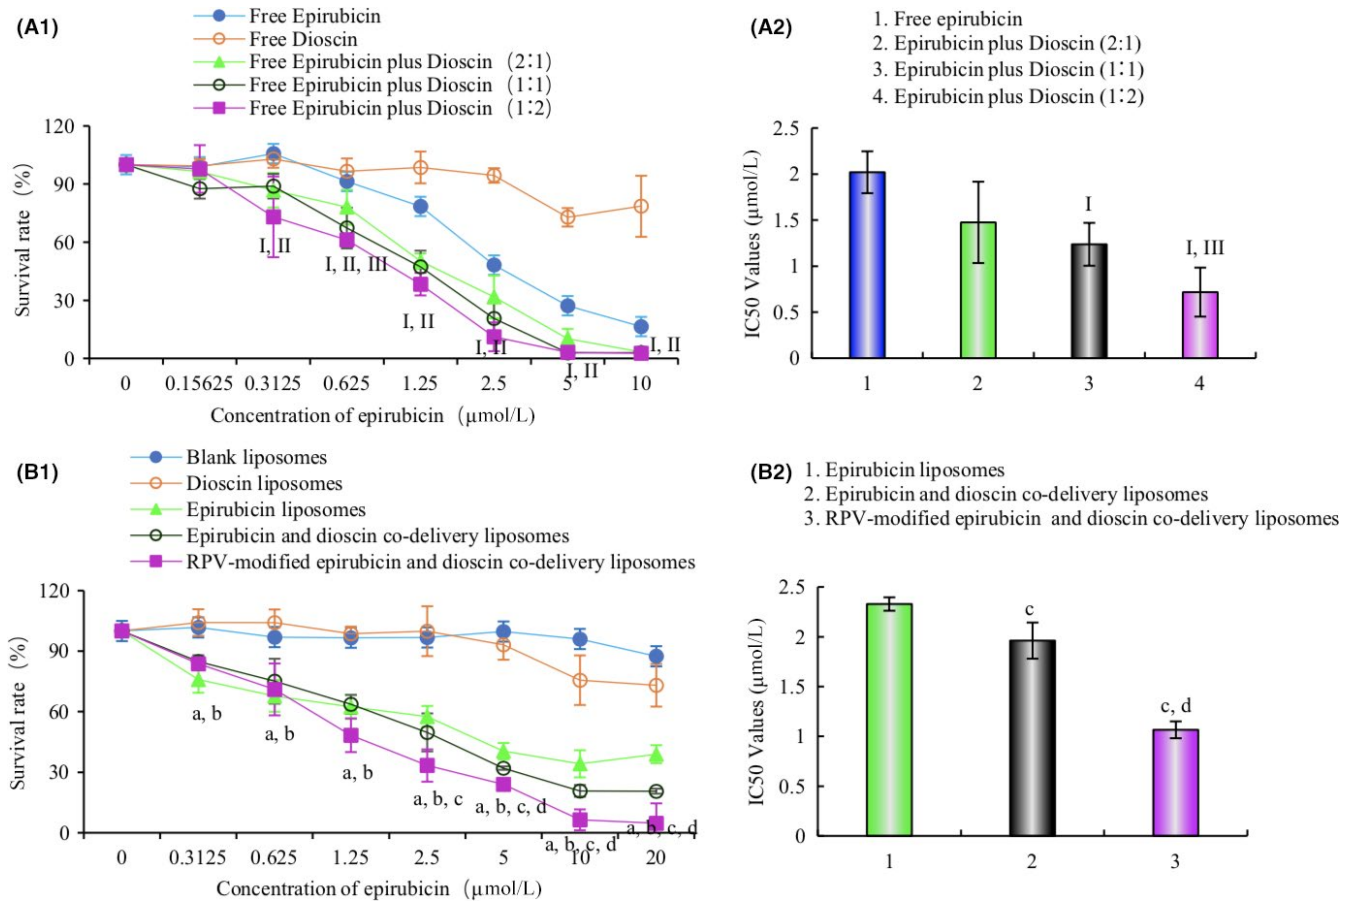 (A1)
Free Epirubicin
Free Dioscin
Free Epirubicin plus Dioscin (2∶1)
Free Epirubicin plus Dioscin (1∶1)
Free Epirubicin plus Dioscin (1∶2)
120
90
60
30
0
Survival rate (%)
I, II
I, II, III
I, II
I, II
I, II
I, II
0 0.15625 0.3125 0.625 1.25 2.5 5 10
Concentration of epirubicin (μmol/L)
(A2)
1. Free epirubicin
2. Epirubicin plus Dioscin (2:1)
3. Epirubicin plus Dioscin (1∶1)
4. Epirubicin plus Dioscin (1∶2)
2.5
2
1.5
1
0.5
0
IC50 Values (μmol/L)
I
I, III
1 2 3 4
(B1)
Blank liposomes
Dioscin liposomes
Epirubicin liposomes
Epirubicin and dioscin co-delivery liposomes
RPV-modified epirubicin and dioscin co-delivery liposomes
120
90
60
30
0
Survival rate (%)
a, b
a, b
a, b
a, b, c
a, b, c, d
a, b, c, d
a, b, c, d
0 0.3125 0.625 1.25 2.5 5 10 20
Concentration of epirubicin (μmol/L)
(B2)
1. Epirubicin liposomes
2. Epirubicin and dioscin co-delivery liposomes
3. RPV-modified epirubicin and dioscin co-delivery liposomes
2.5
2
1.5
1
0.5
0
IC50 Values (μmol/L)
c
c, d
1 2 3